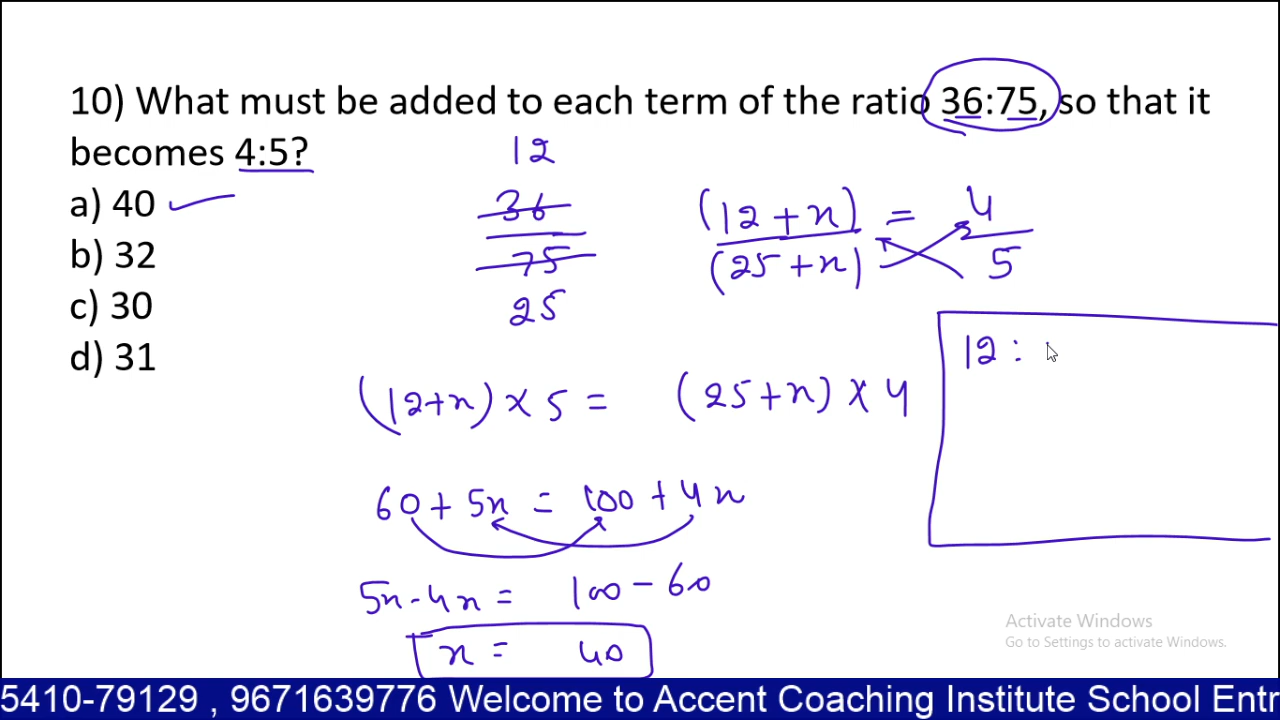 10) What must be added to each term of the ratio 36:75, so that it
becomes 4:5?
a) 40
b) 32
c) 30
d) 31
12
36
75
25
(12+x) = 4
(25+x) 5
12 :
(12+x) × 5 = (25+x) × 4
60 + 5x = 100 + 4x
5x - 4x = 100 - 60
x = 40
Activate Windows
Go to Settings to activate Windows.
5410-79129 , 9671639776 Welcome to Accent Coaching Institute School Entr